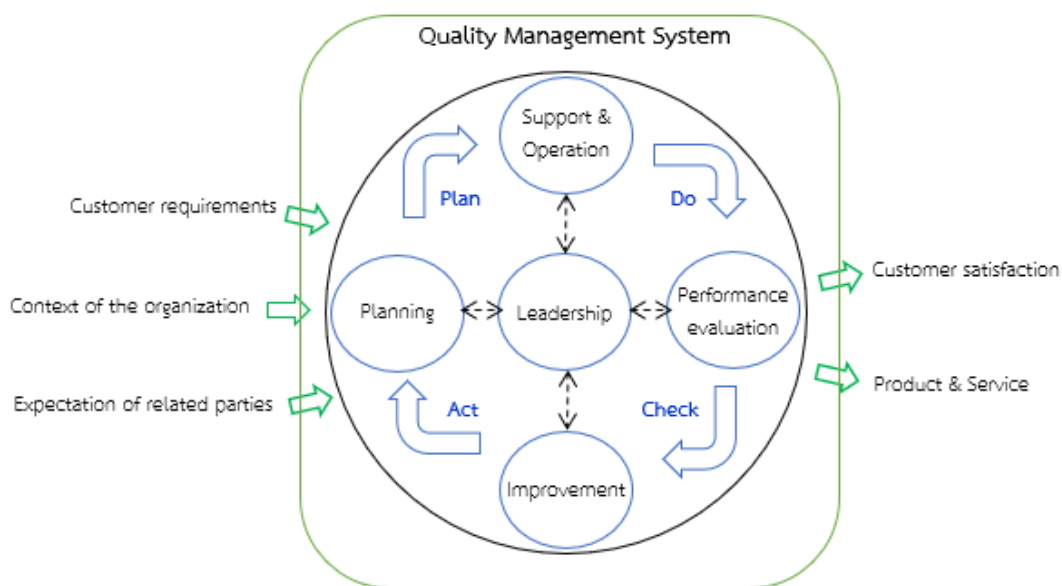 Quality Management System
Support &
Operation
Plan
Do
Customer requirements
Customer satisfaction
Context of the organization
Planning
Leadership
Performance
evaluation
Product & Service
Expectation of related parties
Act
Check
Improvement